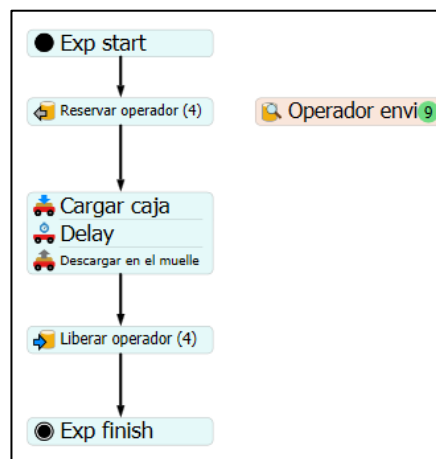 Exp start
Reservar operador (4)
Operador envi 9
Cargar caja
Delay
Descargar en el muelle
Liberar operador (4)
Exp finish